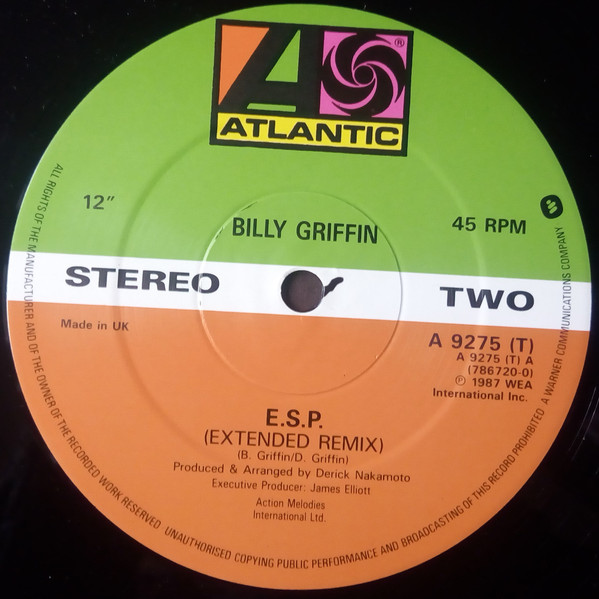 ATLANTIC
®
12"
BILLY GRIFFIN
45 RPM
STEREO
TWO
Made in UK
A 9275 (T)
A 9275 (T) A
(786720-0)
℗ 1987 WEA
International Inc.
E.S.P.
(EXTENDED REMIX)
(B. Griffin/D. Griffin)
Produced & Arranged by Derick Nakamoto
Executive Producer: James Elliott
Action Melodies
International Ltd.
ALL RIGHTS OF THE MANUFACTURER AND OF THE OWNER OF THE RECORDED WORK RESERVED UNAUTHORISED COPYING PUBLIC PERFORMANCE AND BROADCASTING OF THIS RECORD PROHIBITED A WARNER COMMUNICATIONS COMPANY